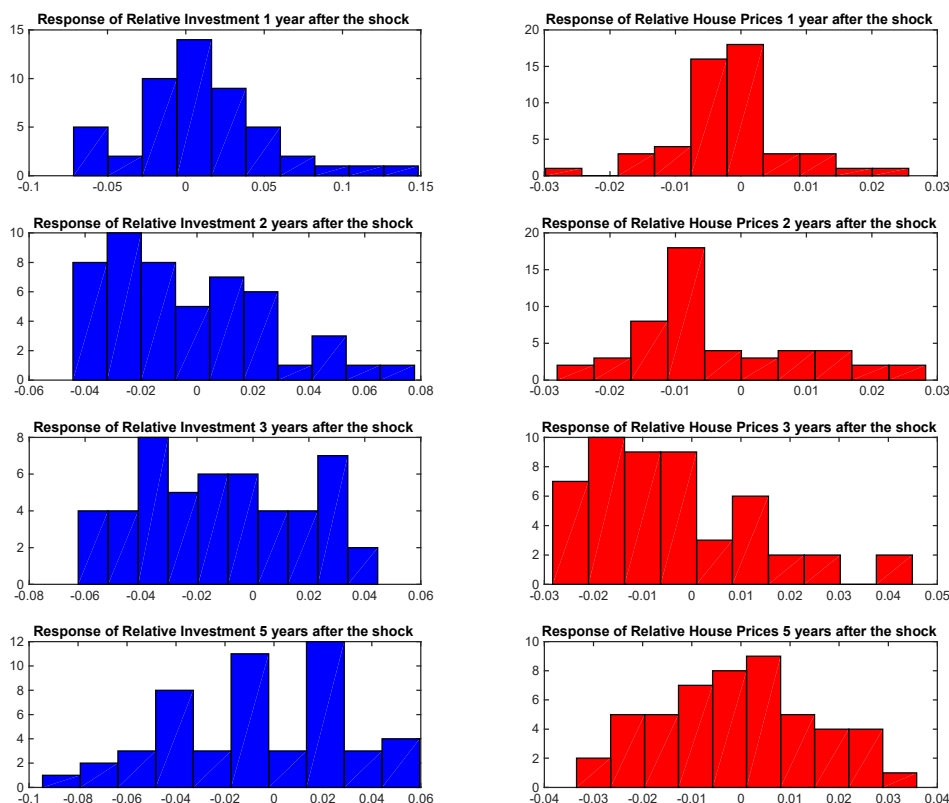 Response of Relative Investment 1 year after the shock
15
10
5
0
-0.1 -0.05 0 0.05 0.1 0.15
Response of Relative House Prices 1 year after the shock
20
15
10
5
0
-0.03 -0.02 -0.01 0 0.01 0.02 0.03
Response of Relative Investment 2 years after the shock
10
8
6
4
2
0
-0.06 -0.04 -0.02 0 0.02 0.04 0.06 0.08
Response of Relative House Prices 2 years after the shock
20
15
10
5
0
-0.03 -0.02 -0.01 0 0.01 0.02 0.03
Response of Relative Investment 3 years after the shock
8
6
4
2
0
-0.08 -0.06 -0.04 -0.02 0 0.02 0.04 0.06
Response of Relative House Prices 3 years after the shock
10
8
6
4
2
0
-0.03 -0.02 -0.01 0 0.01 0.02 0.03 0.04 0.05
Response of Relative Investment 5 years after the shock
12
10
8
6
4
2
0
-0.1 -0.08 -0.06 -0.04 -0.02 0 0.02 0.04 0.06
Response of Relative House Prices 5 years after the shock
10
8
6
4
2
0
-0.04 -0.03 -0.02 -0.01 0 0.01 0.02 0.03 0.04